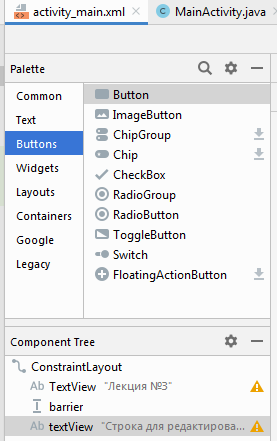 activity_main.xml
MainActivity.java
Palette
Common
Text
Buttons
Widgets
Layouts
Containers
Google
Legacy
Button
ImageButton
ChipGroup
Chip
CheckBox
RadioGroup
RadioButton
ToggleButton
Switch
FloatingActionButton
Component Tree
ConstraintLayout
Ab TextView "Лекция №3"
barrier
Ab textView "Строка для редактирова...